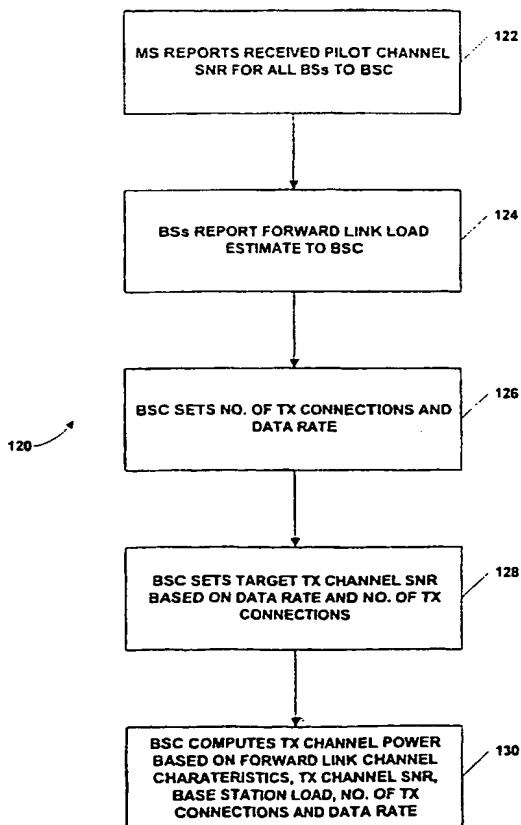 MS REPORTS RECEIVED PILOT CHANNEL
SNR FOR ALL BSs TO BSC
122
BSs REPORT FORWARD LINK LOAD
ESTIMATE TO BSC
124
BSC SETS NO. OF TX CONNECTIONS AND
DATA RATE
126
120
BSC SETS TARGET TX CHANNEL SNR
BASED ON DATA RATE AND NO. OF TX
CONNECTIONS
128
BSC COMPUTES TX CHANNEL POWER
BASED ON FORWARD LINK CHANNEL
CHARATERISTICS, TX CHANNEL SNR,
BASE STATION LOAD, NO. OF TX
CONNECTIONS AND DATA RATE
130